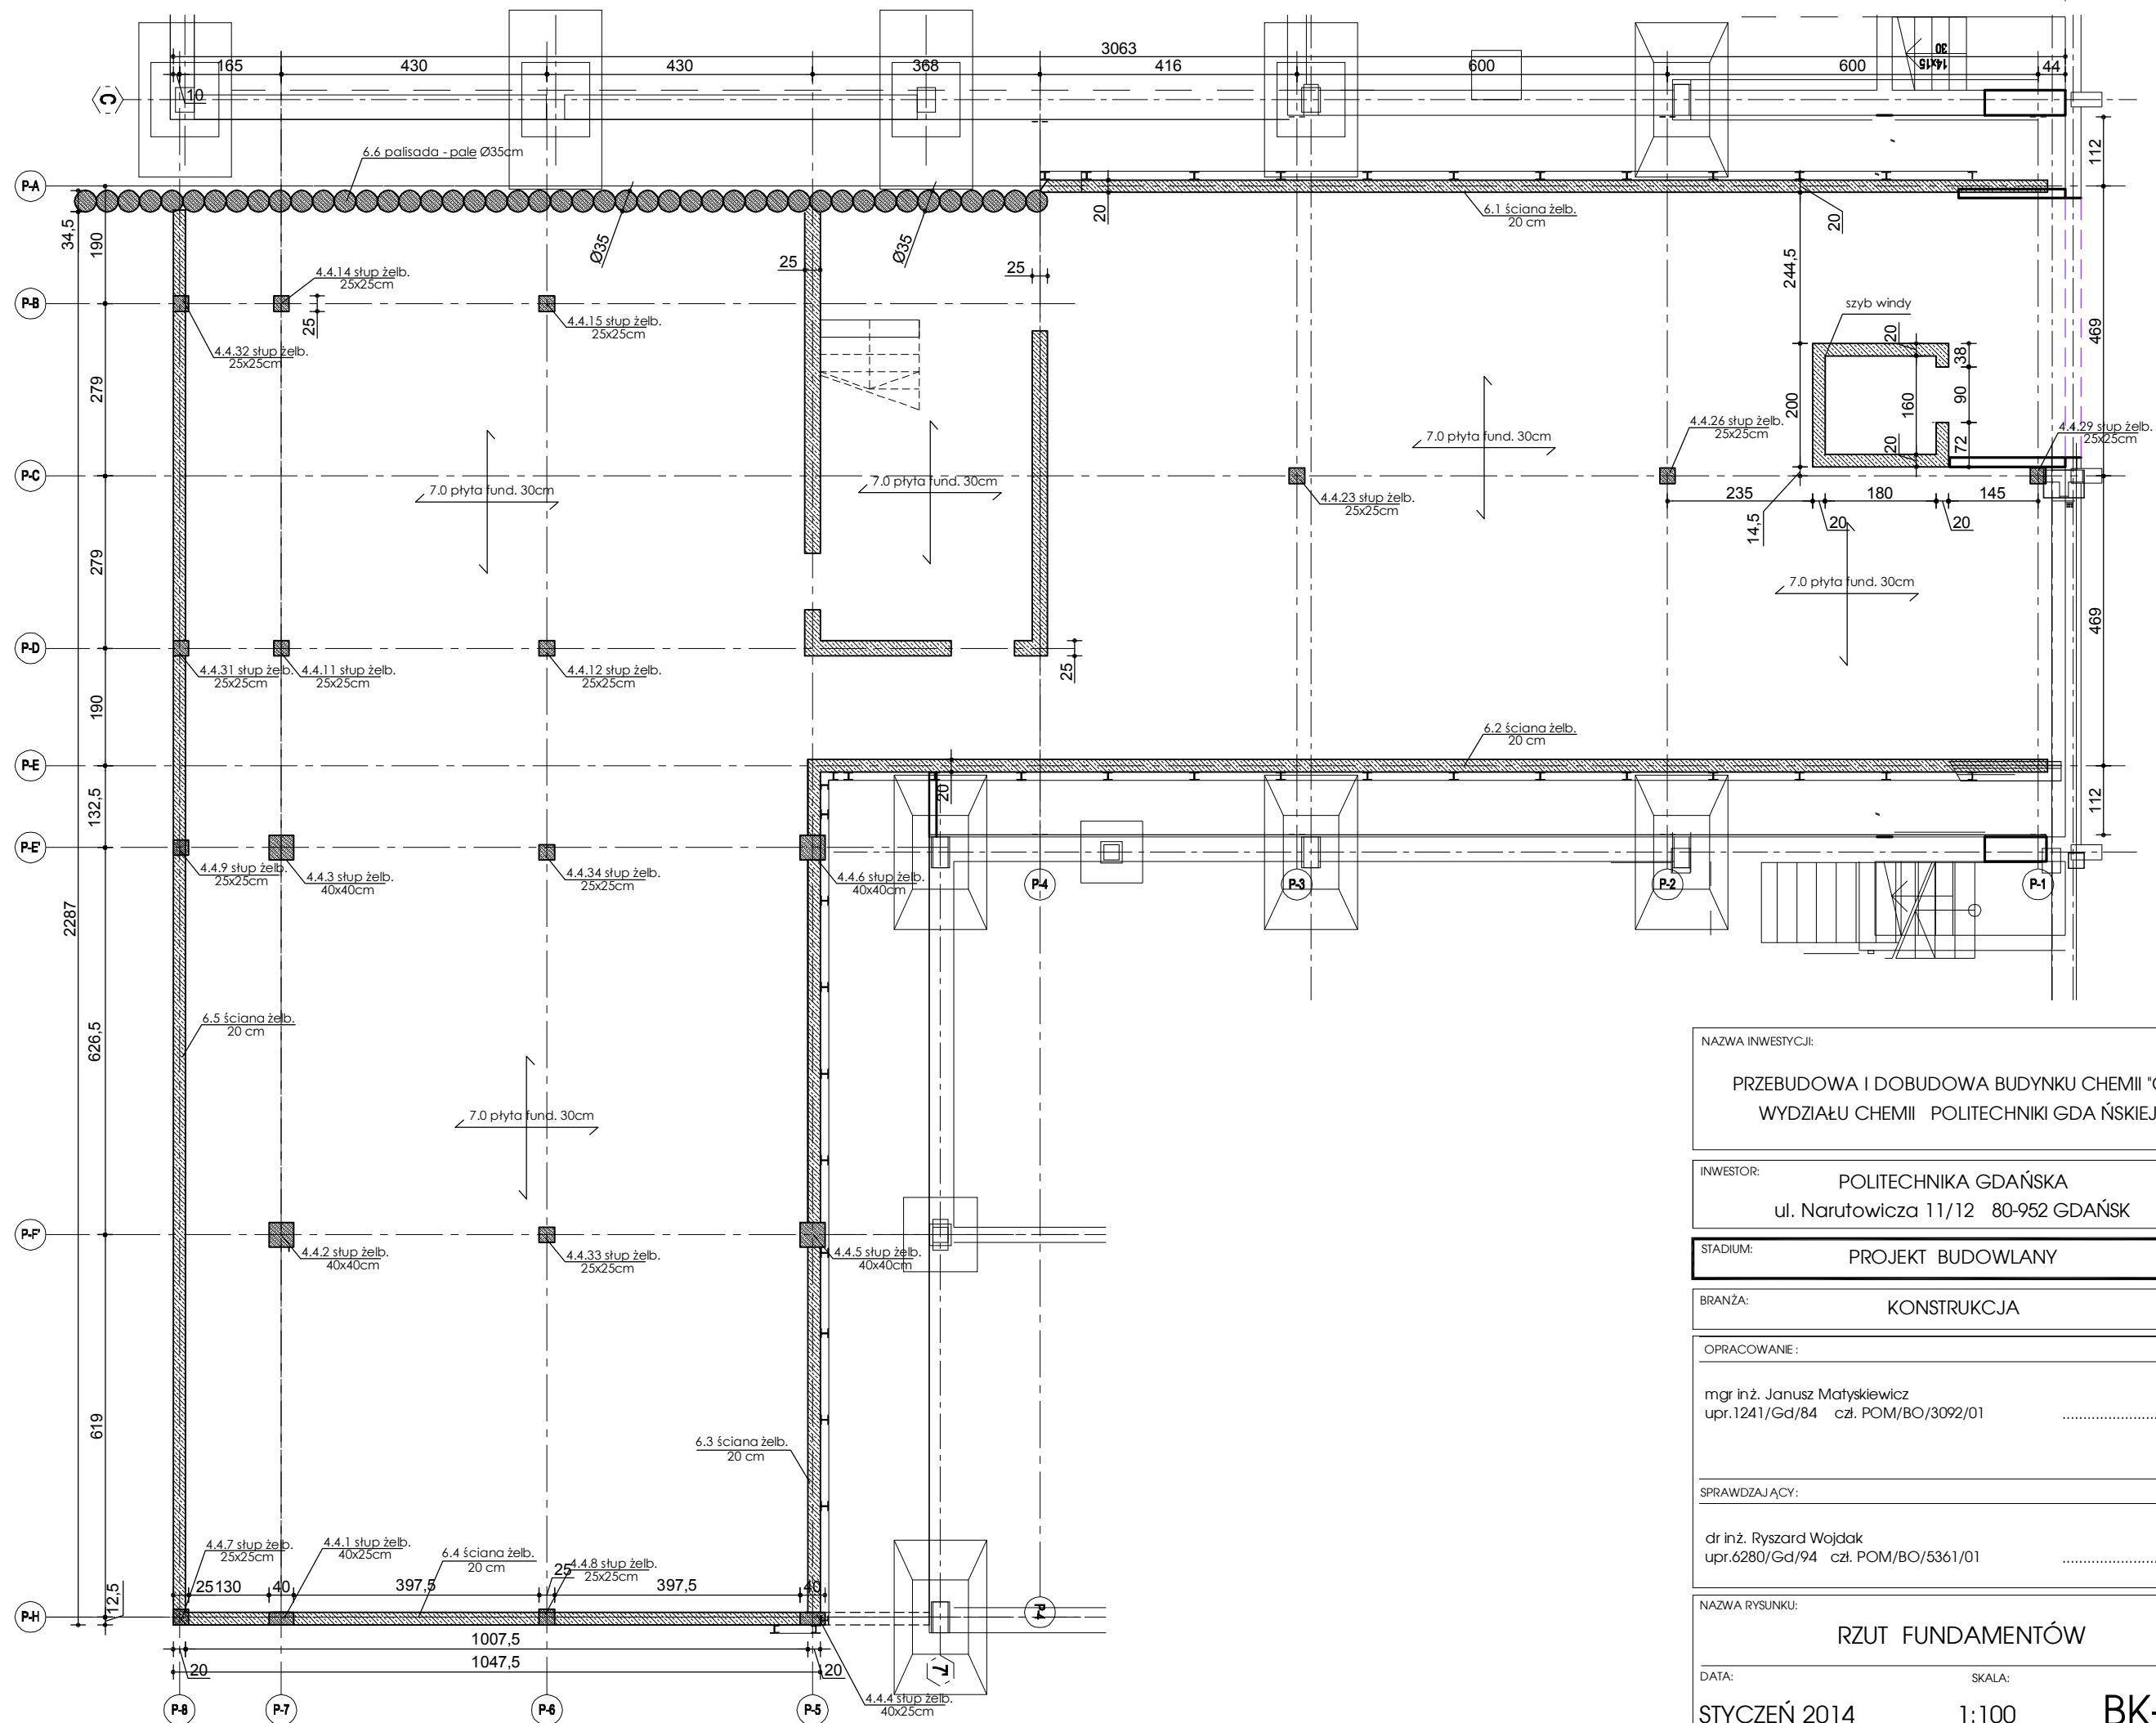 3063
165
430
430
368
416
600
600
44
10
C
14x15
30
112
6.6 palisada - pale Ø35cm
P-A
34,5
190
Ø35
Ø35
20
6.1 ściana żelb.
20 cm
20
25
25
244,5
4.4.14 słup żelb.
25x25cm
P-B
25
4.4.15 słup żelb.
25x25cm
szyb windy
4.4.32 słup żelb.
25x25cm
20
38
469
279
200
160
90
4.4.26 słup żelb.
25x25cm
4.4.29 słup żelb.
25x25cm
7.0 płyta fund. 30cm
20
72
P-C
7.0 płyta fund. 30cm
7.0 płyta fund. 30cm
4.4.23 słup żelb.
25x25cm
235
180
145
14,5
20
20
279
7.0 płyta fund. 30cm
469
P-D
4.4.31 słup żelb.
25x25cm
4.4.11 słup żelb.
25x25cm
4.4.12 słup żelb.
25x25cm
25
190
6.2 ściana żelb.
20 cm
P-E
132,5
20
112
P-E'
4.4.9 słup żelb.
25x25cm
4.4.3 słup żelb.
40x40cm
4.4.34 słup żelb.
25x25cm
4.4.6 słup żelb.
40x40cm
P-4
P-3
P-2
P-1
2287
626,5
6.5 ściana żelb.
20 cm
7.0 płyta fund. 30cm
P-F'
4.4.2 słup żelb.
40x40cm
4.4.33 słup żelb.
25x25cm
4.4.5 słup żelb.
40x40cm
619
6.3 ściana żelb.
20 cm
4.4.7 słup żelb.
25x25cm
4.4.1 słup żelb.
40x25cm
6.4 ściana żelb.
20 cm
4.4.8 słup żelb.
25x25cm
25
130
40
397,5
25
397,5
40
12,5
P-H
P-4
1007,5
20
1047,5
20
7'
4.4.4 słup żelb.
40x25cm
P-8
P-7
P-6
P-5
NAZWA INWESTYCJI:
PRZEBUDOWA I DOBUDOWA BUDYNKU CHEMII "C
WYDZIAŁU CHEMII POLITECHNIKI GDA ŃSKIEJ
INWESTOR:
POLITECHNIKA GDAŃSKA
ul. Narutowicza 11/12 80-952 GDAŃSK
STADIUM:
PROJEKT BUDOWLANY
BRANŻA:
KONSTRUKCJA
OPRACOWANIE :
mgr inż. Janusz Matyskiewicz
upr.1241/Gd/84 czł. POM/BO/3092/01
SPRAWDZAJĄCY:
dr inż. Ryszard Wojdak
upr.6280/Gd/94 czł. POM/BO/5361/01
NAZWA RYSUNKU:
RZUT FUNDAMENTÓW
DATA:
SKALA:
STYCZEŃ 2014
1:100
BK-